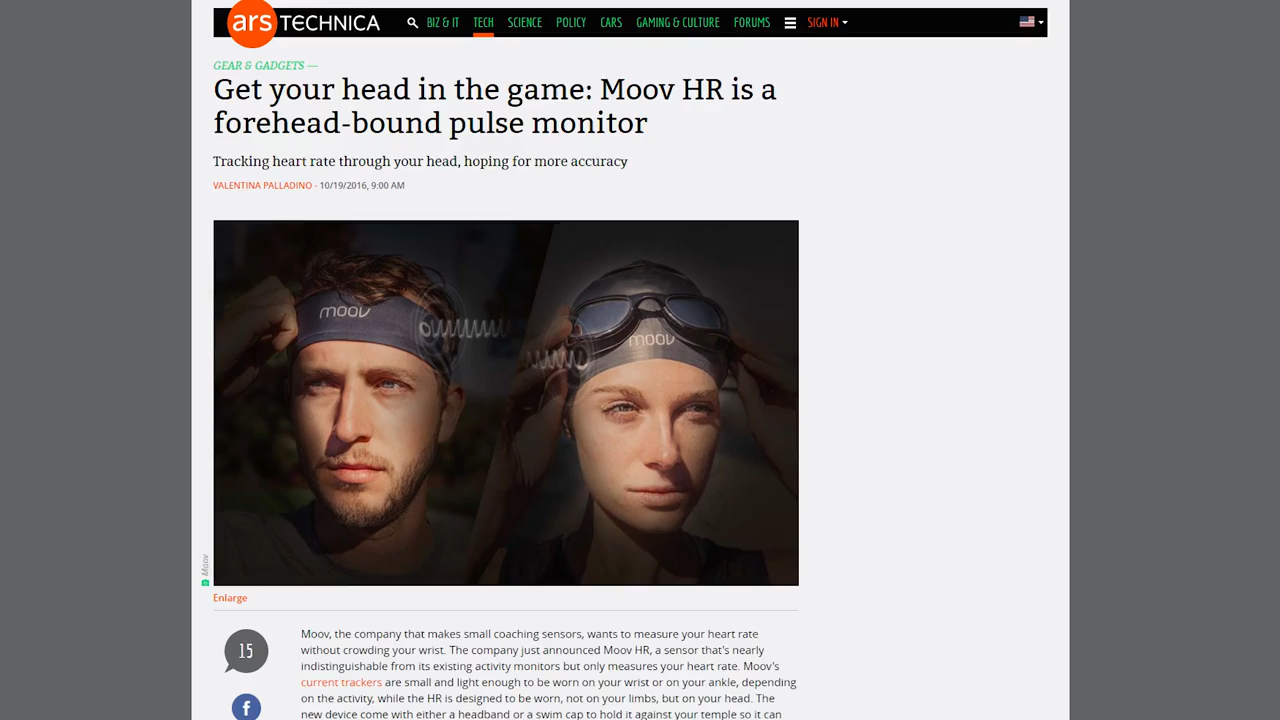 ars TECHNICA BIZ & IT TECH SCIENCE POLICY CARS GAMING & CULTURE FORUMS SIGN IN
GEAR & GADGETS —
Get your head in the game: Moov HR is a
forehead-bound pulse monitor
Tracking heart rate through your head, hoping for more accuracy
VALENTINA PALLADINO - 10/19/2016, 9:00 AM
moov
moov
Moov
Enlarge
15
Moov, the company that makes small coaching sensors, wants to measure your heart rate
without crowding your wrist. The company just announced Moov HR, a sensor that's nearly
indistinguishable from its existing activity monitors but only measures your heart rate. Moov's
current trackers are small and light enough to be worn on your wrist or on your ankle, depending
on the activity, while the HR is designed to be worn, not on your limbs, but on your head. The
new device come with either a headband or a swim cap to hold it against your temple so it can
f